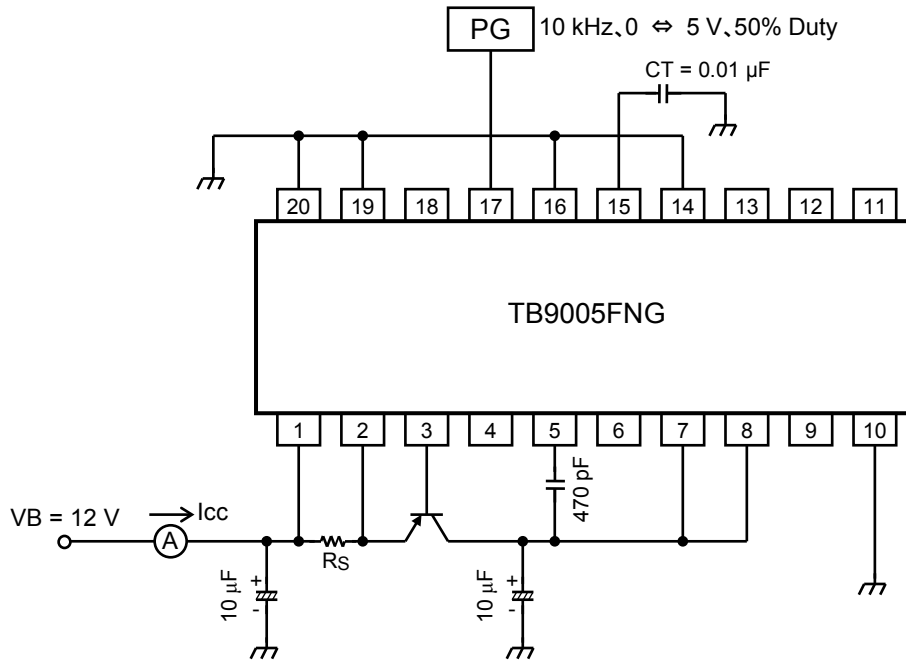 PG 10 kHz、0 ⇔ 5 V、50% Duty
CT = 0.01 µF
20 19 18 17 16 15 14 13 12 11
TB9005FNG
1 2 3 4 5 6 7 8 9 10
VB = 12 V
Icc
A
RS
470 pF
10 µF
+
-
10 µF
+
-